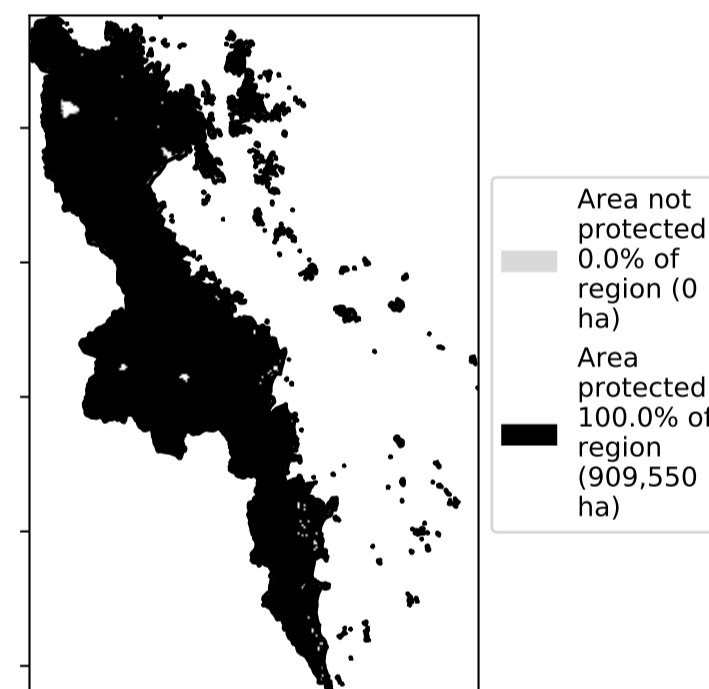 Area not
protected
0.0% of
region (0
ha)
Area
protected
100.0% of
region
(909,550
ha)